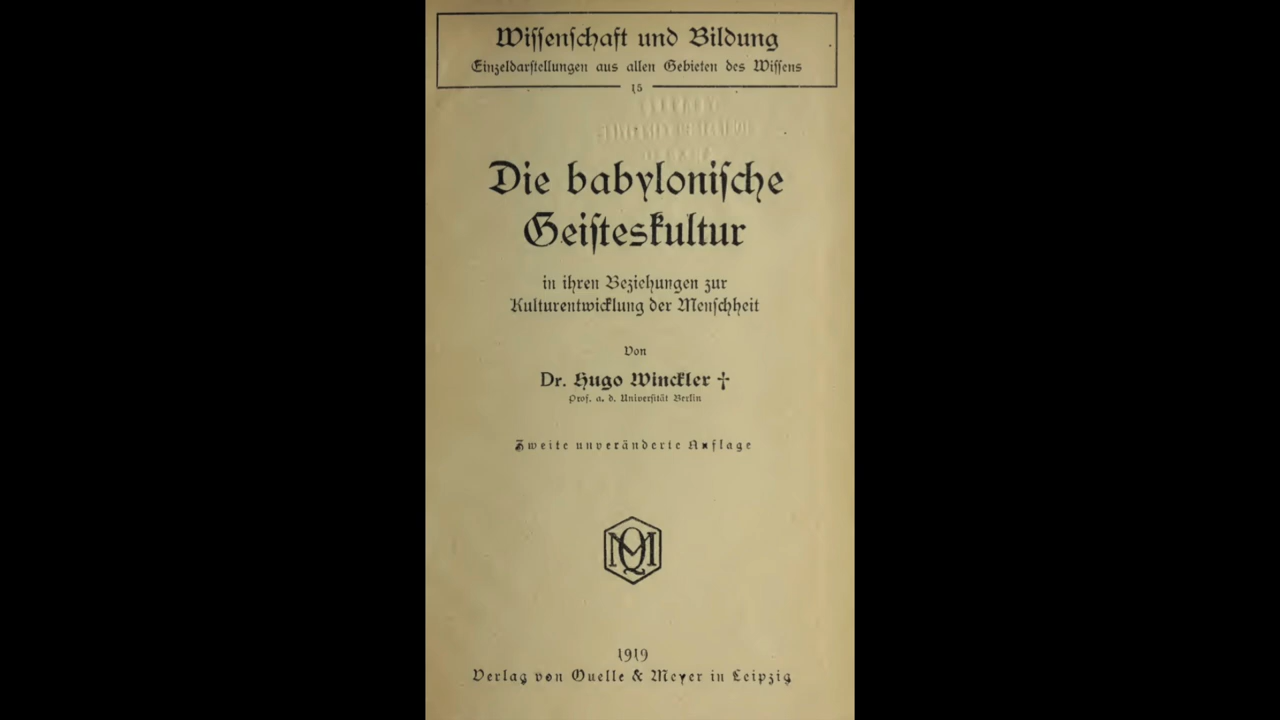 Wiſſenſchaft und Bildung
Einzeldarſtellungen aus allen Gebieten des Wiſſens
15
Die babyloniſche
Geiſteskultur
in ihren Beziehungen zur
Kulturentwicklung der Menſchheit
Von
Dr. Hugo Winckler †
Prof. a. d. Univerſität Berlin
Zweite unveränderte Auflage
MQ
1919
Verlag von Quelle & Meyer in Leipzig